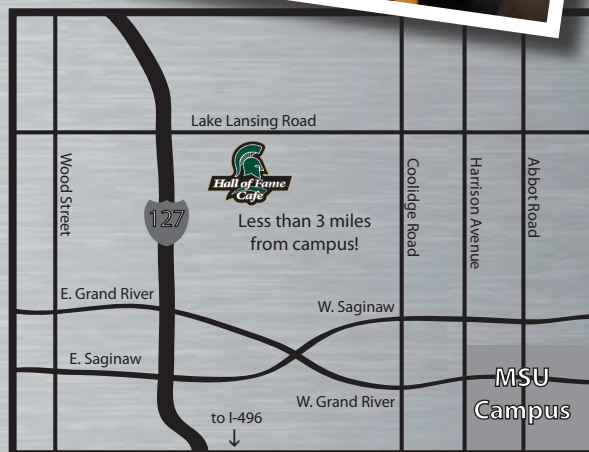 Lake Lansing Road
Wood Street
Hall of Fame
Cafe
Coolidge Road
Harrison Avenue
Abbot Road
127
Less than 3 miles
from campus!
E. Grand River
W. Saginaw
E. Saginaw
MSU
Campus
W. Grand River
to I-496